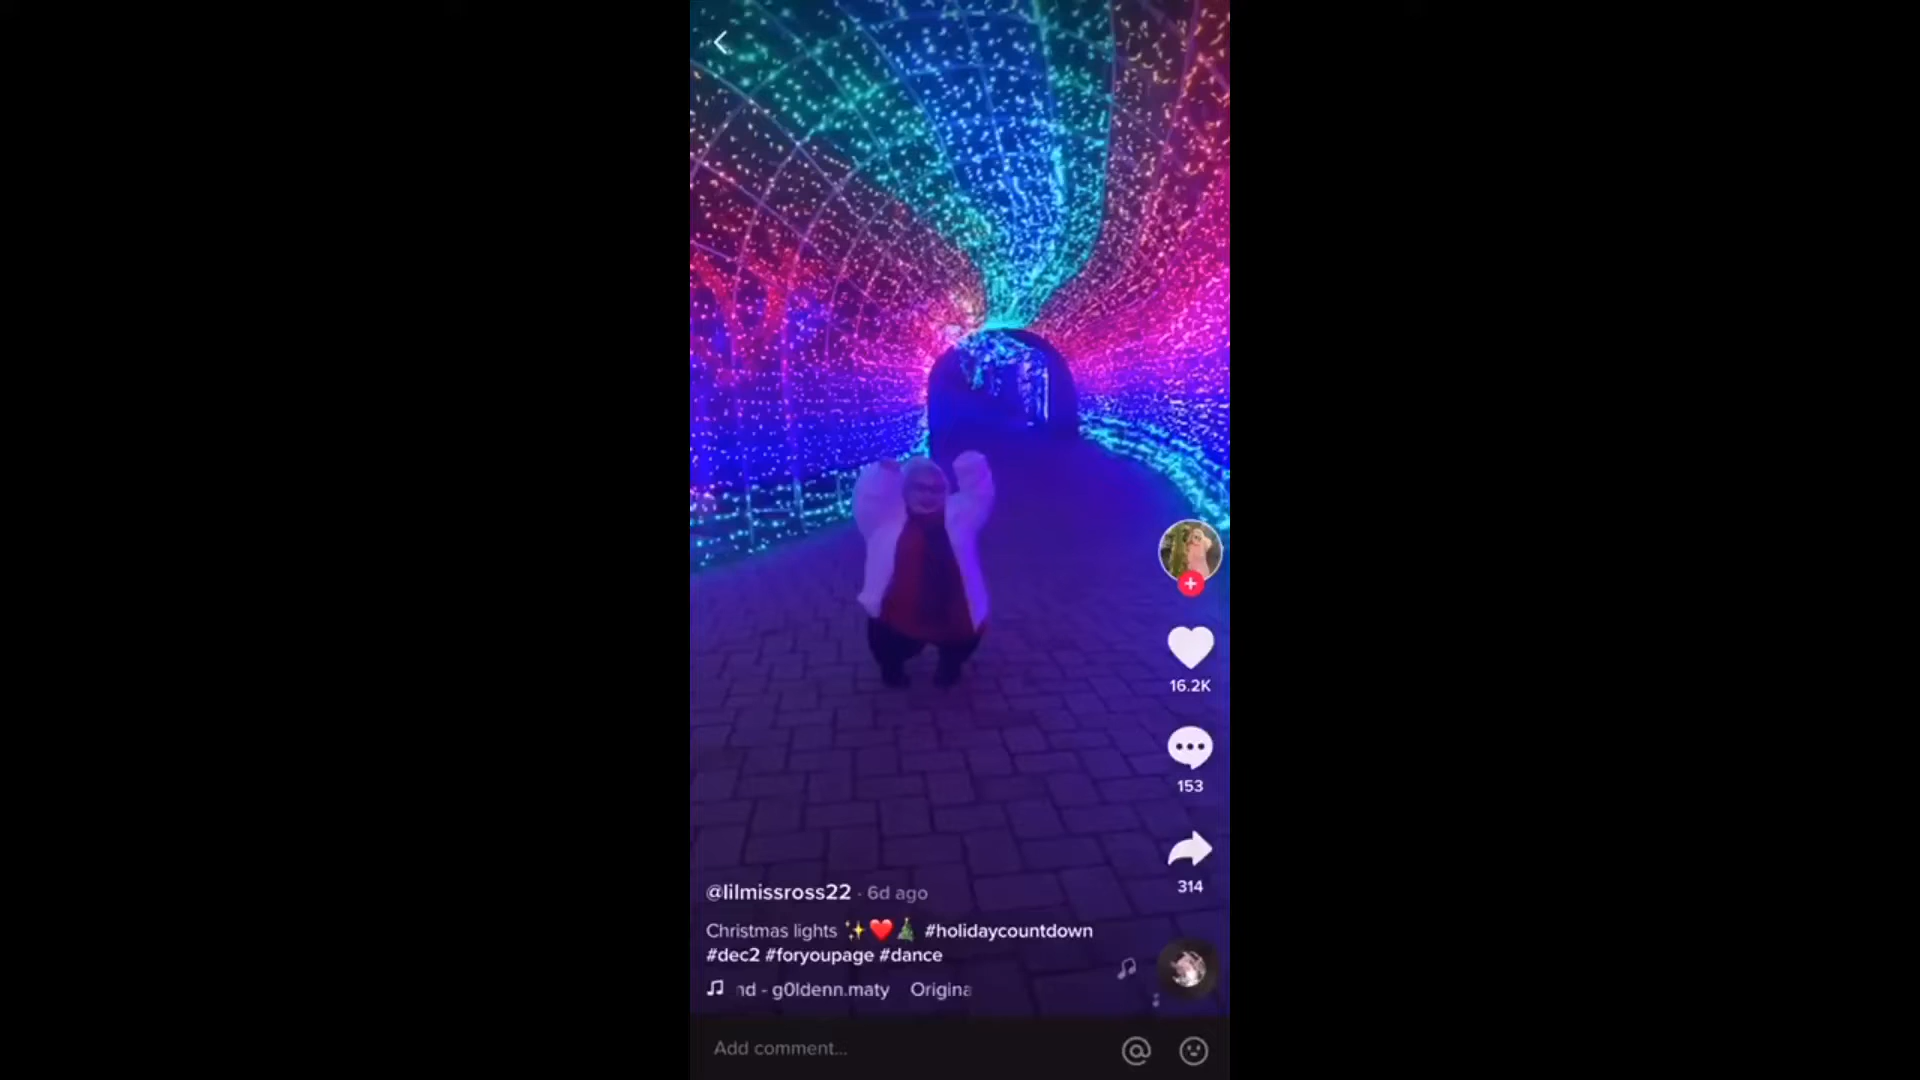 16.2K
153
314
@lilmissross22 · 6d ago
Christmas lights ✨❤️🎄 #holidaycountdown
#dec2 #foryoupage #dance
nd - g0ldenn.maty Origina
Add comment...